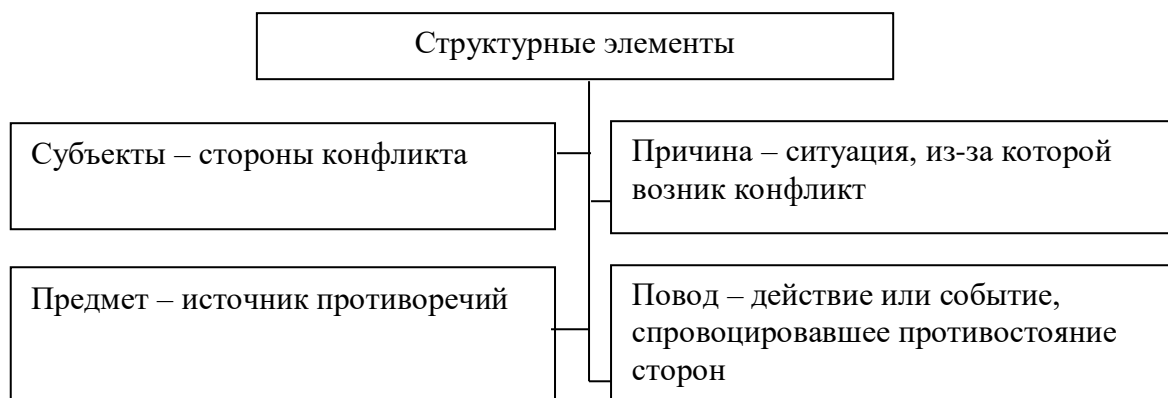 Структурные элементы
Субъекты – стороны конфликта
Причина – ситуация, из-за которой
возник конфликт
Предмет – источник противоречий
Повод – действие или событие,
спровоцировавшее противостояние
сторон